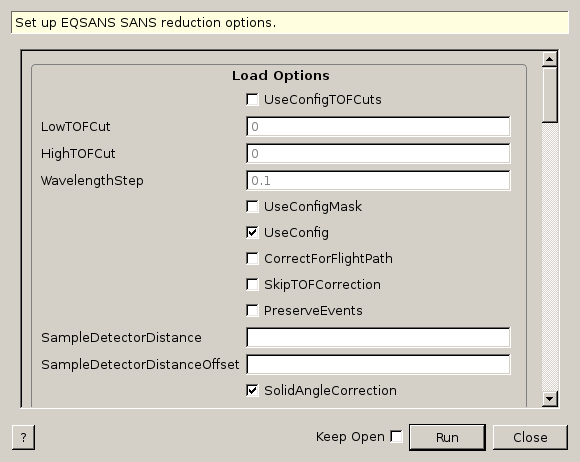 Set up EQSANS SANS reduction options.
Load Options
UseConfigTOFCuts
LowTOFCut 0
HighTOFCut 0
WavelengthStep 0.1
UseConfigMask
UseConfig
CorrectForFlightPath
SkipTOFCorrection
PreserveEvents
SampleDetectorDistance
SampleDetectorDistanceOffset
SolidAngleCorrection
? Keep Open Run Close